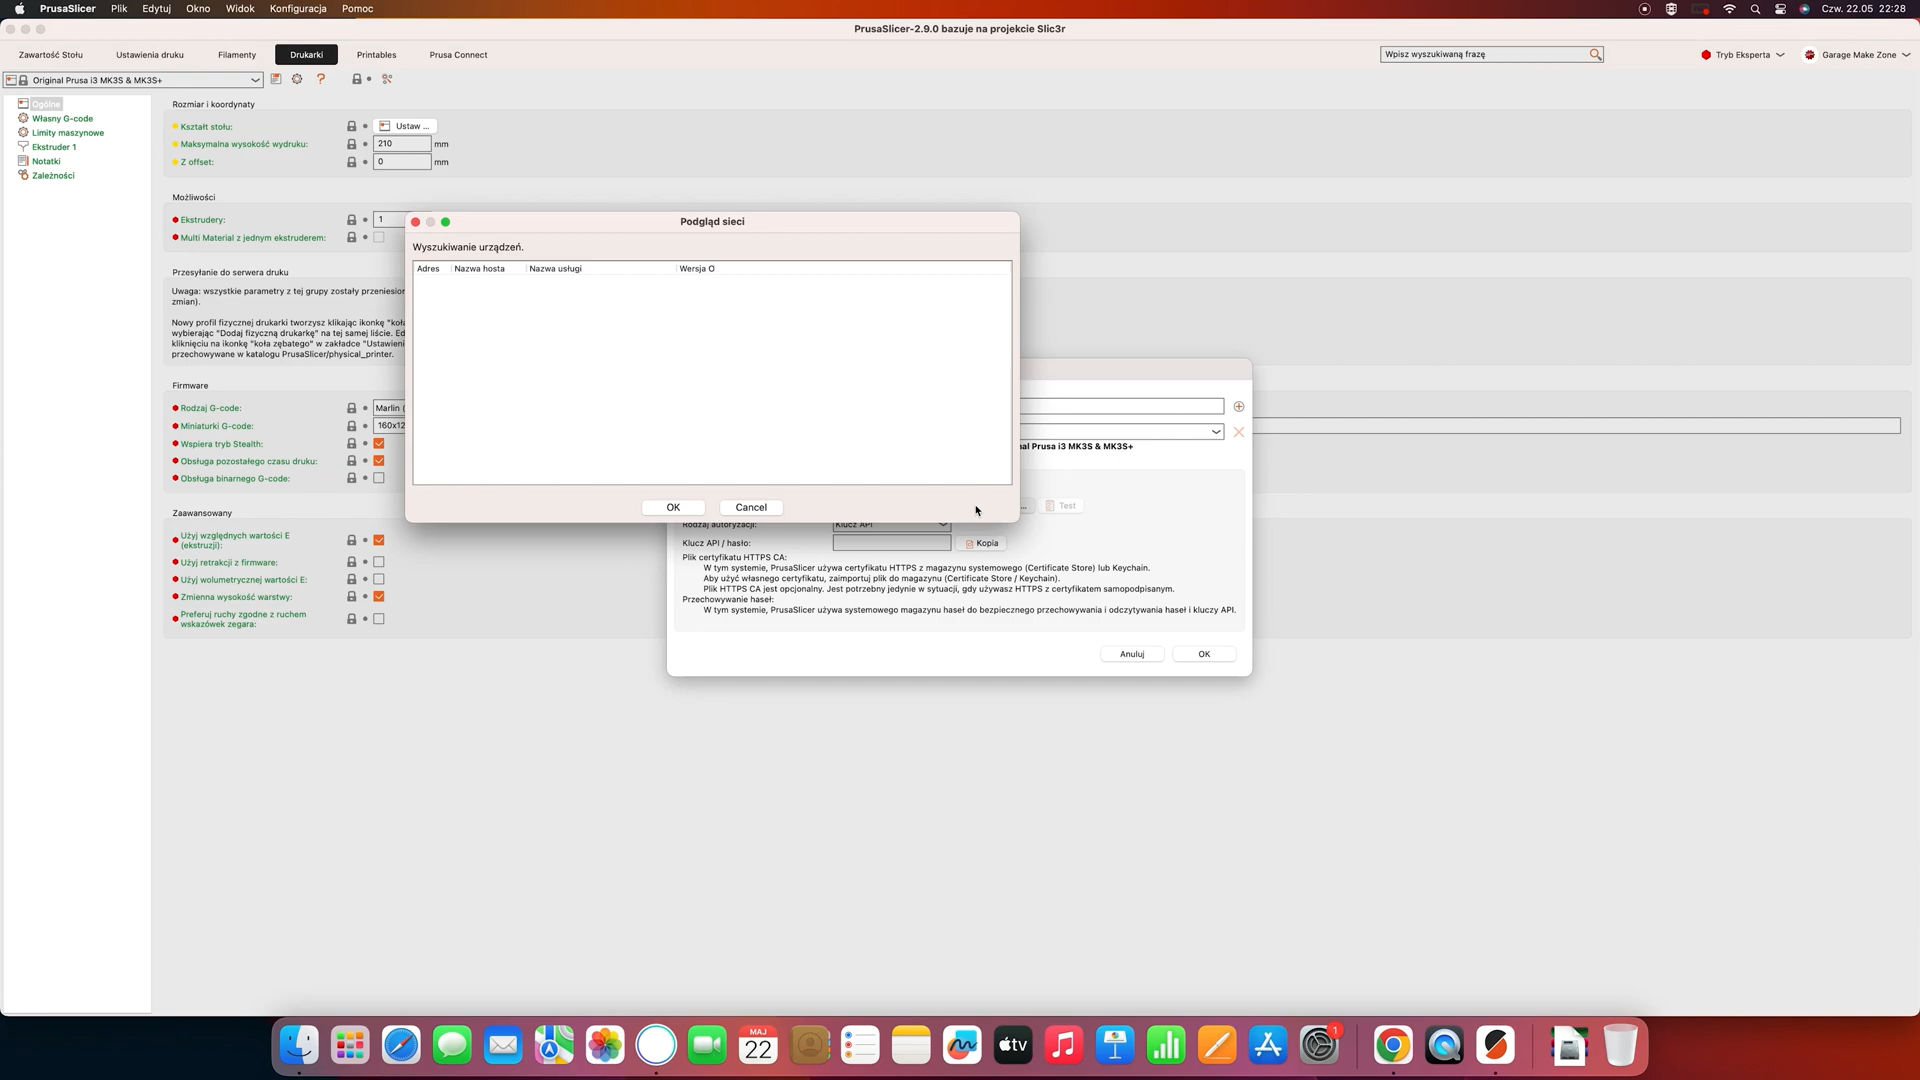 PrusaSlicer Plik Edytuj Okno Widok Konfiguracja Pomoc
Czw. 22.05 22:28
PrusaSlicer-2.9.0 bazuje na projekcie Slic3r
Zawartość Stołu Ustawienia druku Filamenty Drukarki Printables Prusa Connect
Wpisz wyszukiwaną frazę
Tryb Eksperta
Garage Make Zone
Original Prusa i3 MK3S & MK3S+
?
Ogólne
Własny G-code
Limity maszynowe
Ekstruder 1
Notatki
Zależności
Rozmiar i koordynaty
Kształt stołu: Ustaw ...
Maksymalna wysokość wydruku: 210 mm
Z offset: 0 mm
Możliwości
Ekstrudery: 1
Multi Material z jednym ekstruderem:
Przesyłanie do serwera druku
Uwaga: wszystkie parametry z tej grupy zostały przeniesior
zmian).
Nowy profil fizycznej drukarki tworzysz klikając ikonkę "koła
wybierając "Dodaj fizyczną drukarkę" na tej samej liście. Ed
kliknięciu na ikonkę "koła zębatego" w zakładce "Ustawieni
przechowywane w katalogu PrusaSlicer/physical_printer.
Firmware
Rodzaj G-code: Marlin (
Miniaturki G-code: 160x12
Wspiera tryb Stealth:
Obsługa pozostałego czasu druku:
Obsługa binarnego G-code:
Zaawansowany
Użyj względnych wartości E
(ekstruzji):
Użyj retrakcji z firmware:
Użyj wolumetrycznej wartości E:
Zmienna wysokość warstwy:
Preferuj ruchy zgodne z ruchem
wskazówek zegara:
Podgląd sieci
Wyszukiwanie urządzeń.
Adres Nazwa hosta Nazwa usługi Wersja O
OK Cancel
al Prusa i3 MK3S & MK3S+
... Test
Rodzaj autoryzacji: Klucz API
Klucz API / hasło: Kopia
Plik certyfikatu HTTPS CA:
W tym systemie, PrusaSlicer używa certyfikatu HTTPS z magazynu systemowego (Certificate Store) lub Keychain.
Aby użyć własnego certyfikatu, zaimportuj plik do magazynu (Certificate Store / Keychain).
Plik HTTPS CA jest opcjonalny. Jest potrzebny jedynie w sytuacji, gdy używasz HTTPS z certyfikatem samopodpisanym.
Przechowywanie haseł:
W tym systemie, PrusaSlicer używa systemowego magazynu haseł do bezpiecznego przechowywania i odczytywania haseł i kluczy API.
Anuluj OK
MAJ
22
tv
1